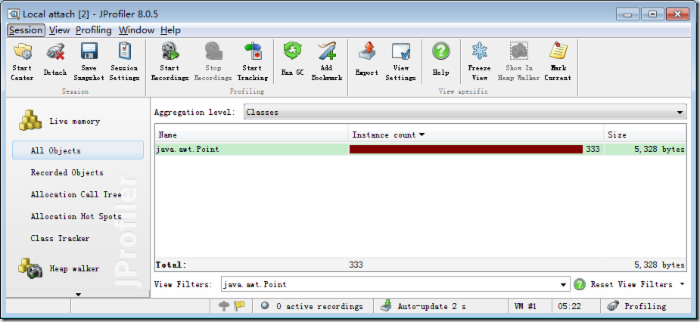 Local attach [2] - JProfiler 8.0.5
Session View Profiling Window Help
Start Center
Detach
Save Snapshot
Session Settings
Start Recordings
Stop Recordings
Start Tracking
Run GC
Add Bookmark
Export
View Settings
Help
Freeze View
Show In Heap Walker
Mark Current
Session
Profiling
View specific
Live memory
All Objects
Recorded Objects
Allocation Call Tree
Allocation Hot Spots
Class Tracker
Heap walker
JProfiler
Aggregation level: Classes
Name Instance count Size
java.awt.Point 333 5,328 bytes
Total: 333 5,328 bytes
View Filters: java.awt.Point Reset View Filters
0 active recordings Auto-update 2 s VM #1 05:22 Profiling